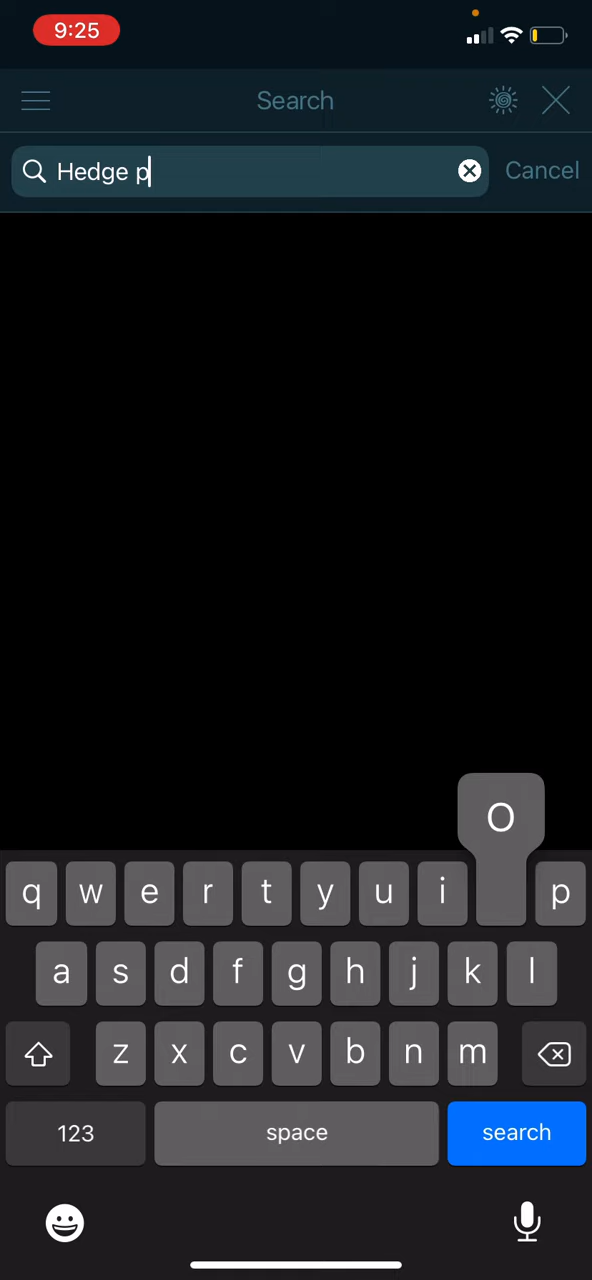 9:25
Search
Hedge p
Cancel
o
q w e r t y u i p
a s d f g h j k l
z x c v b n m
123 space search